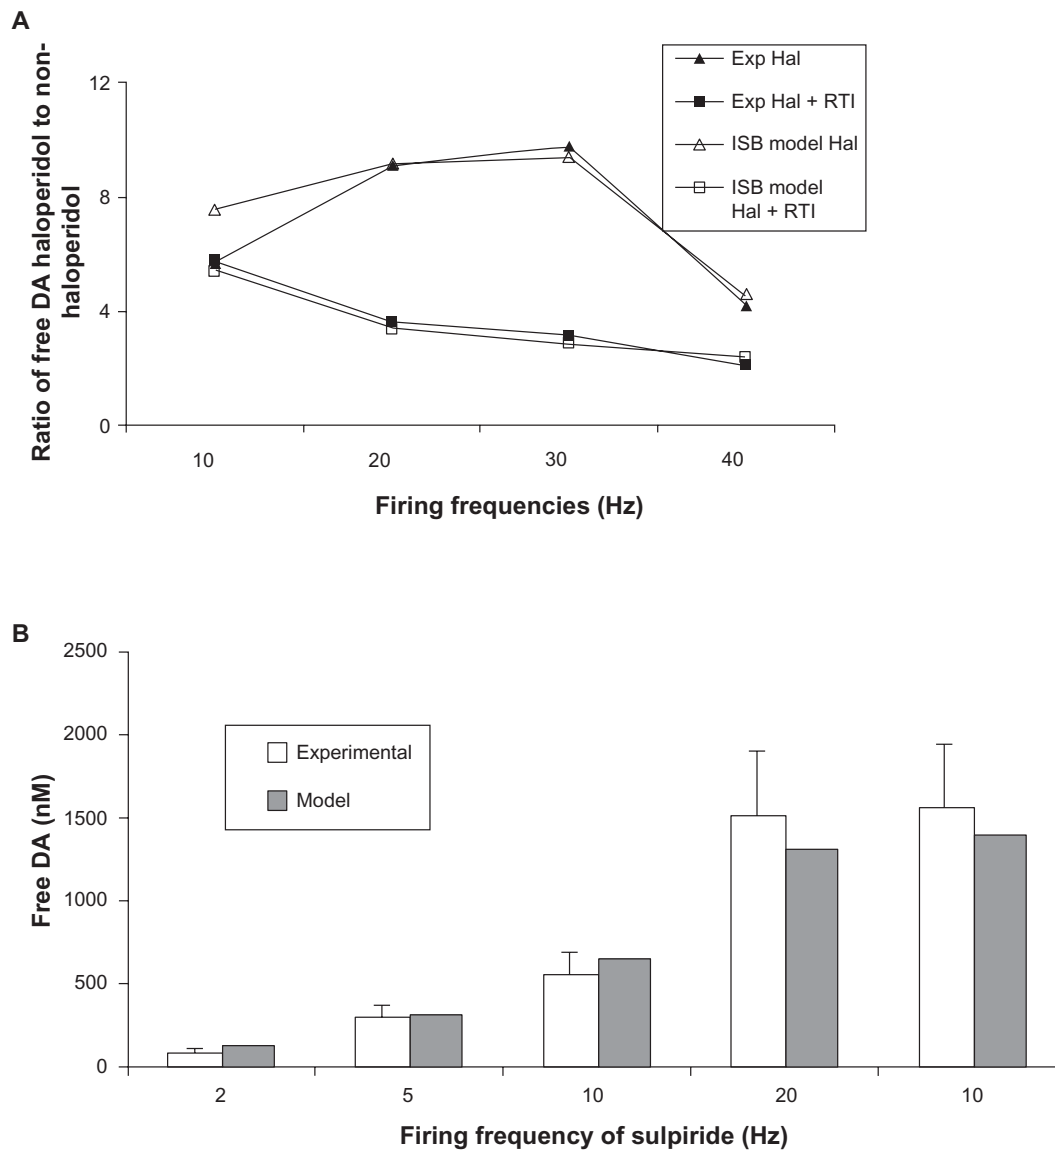 A
Ratio of free DA haloperidol to non-
haloperidol
12
8
4
0
10
20
30
40
Firing frequencies (Hz)
Exp Hal
Exp Hal + RTI
ISB model Hal
ISB model
Hal + RTI
B
Free DA (nM)
2500
2000
1500
1000
500
0
Experimental
Model
2
5
10
20
10
Firing frequency of sulpiride (Hz)